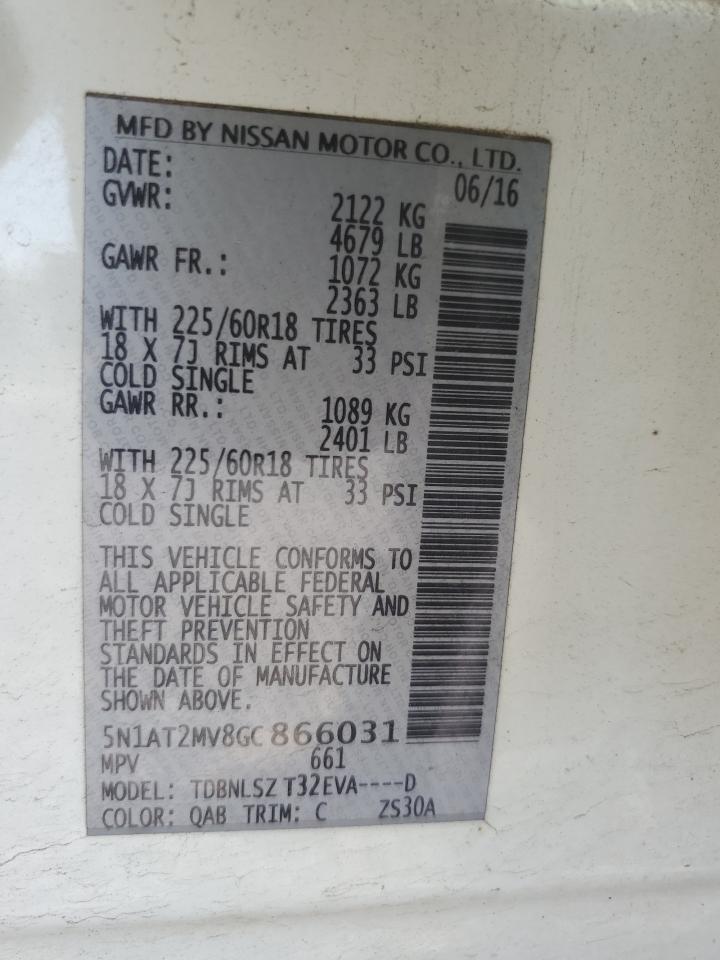 MFD BY NISSAN MOTOR CO., LTD.
DATE: 06/16
GVWR: 2122 KG
4679 LB
GAWR FR.: 1072 KG
2363 LB
WITH 225/60R18 TIRES
18 X 7J RIMS AT 33 PSI
COLD SINGLE
GAWR RR.: 1089 KG
2401 LB
WITH 225/60R18 TIRES
18 X 7J RIMS AT 33 PSI
COLD SINGLE
THIS VEHICLE CONFORMS TO
ALL APPLICABLE FEDERAL
MOTOR VEHICLE SAFETY AND
THEFT PREVENTION
STANDARDS IN EFFECT ON
THE DATE OF MANUFACTURE
SHOWN ABOVE.
5N1AT2MV8GC866031
MPV 661
MODEL: TDBNLSZ T32EVA----D
COLOR: QAB TRIM: C ZS30A